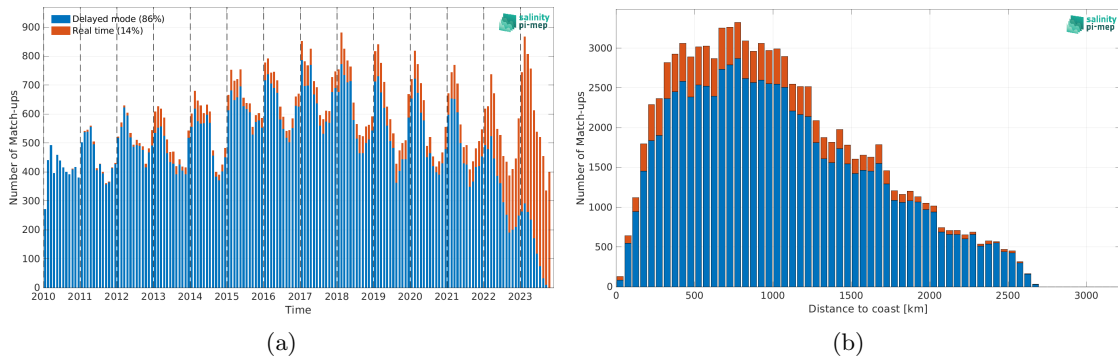 Delayed mode (86%)
Real time (14%)
salinity
pi-mep
900
800
700
600
500
400
300
200
100
0
Number of Match-ups
2010 2011 2012 2013 2014 2015 2016 2017 2018 2019 2020 2021 2022 2023
Time
(a)
salinity
pi-mep
3000
2500
2000
1500
1000
500
0
Number of Match-ups
0 500 1000 1500 2000 2500 3000
Distance to coast [km]
(b)